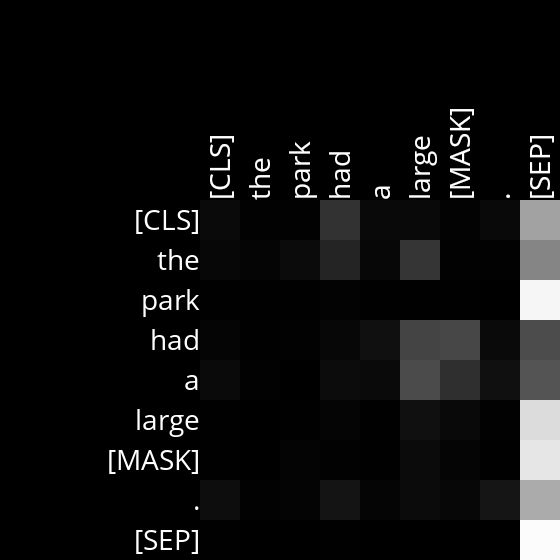 [CLS] the park had a large [MASK] . [SEP]
[CLS]
the
park
had
a
large
[MASK]
.
[SEP]